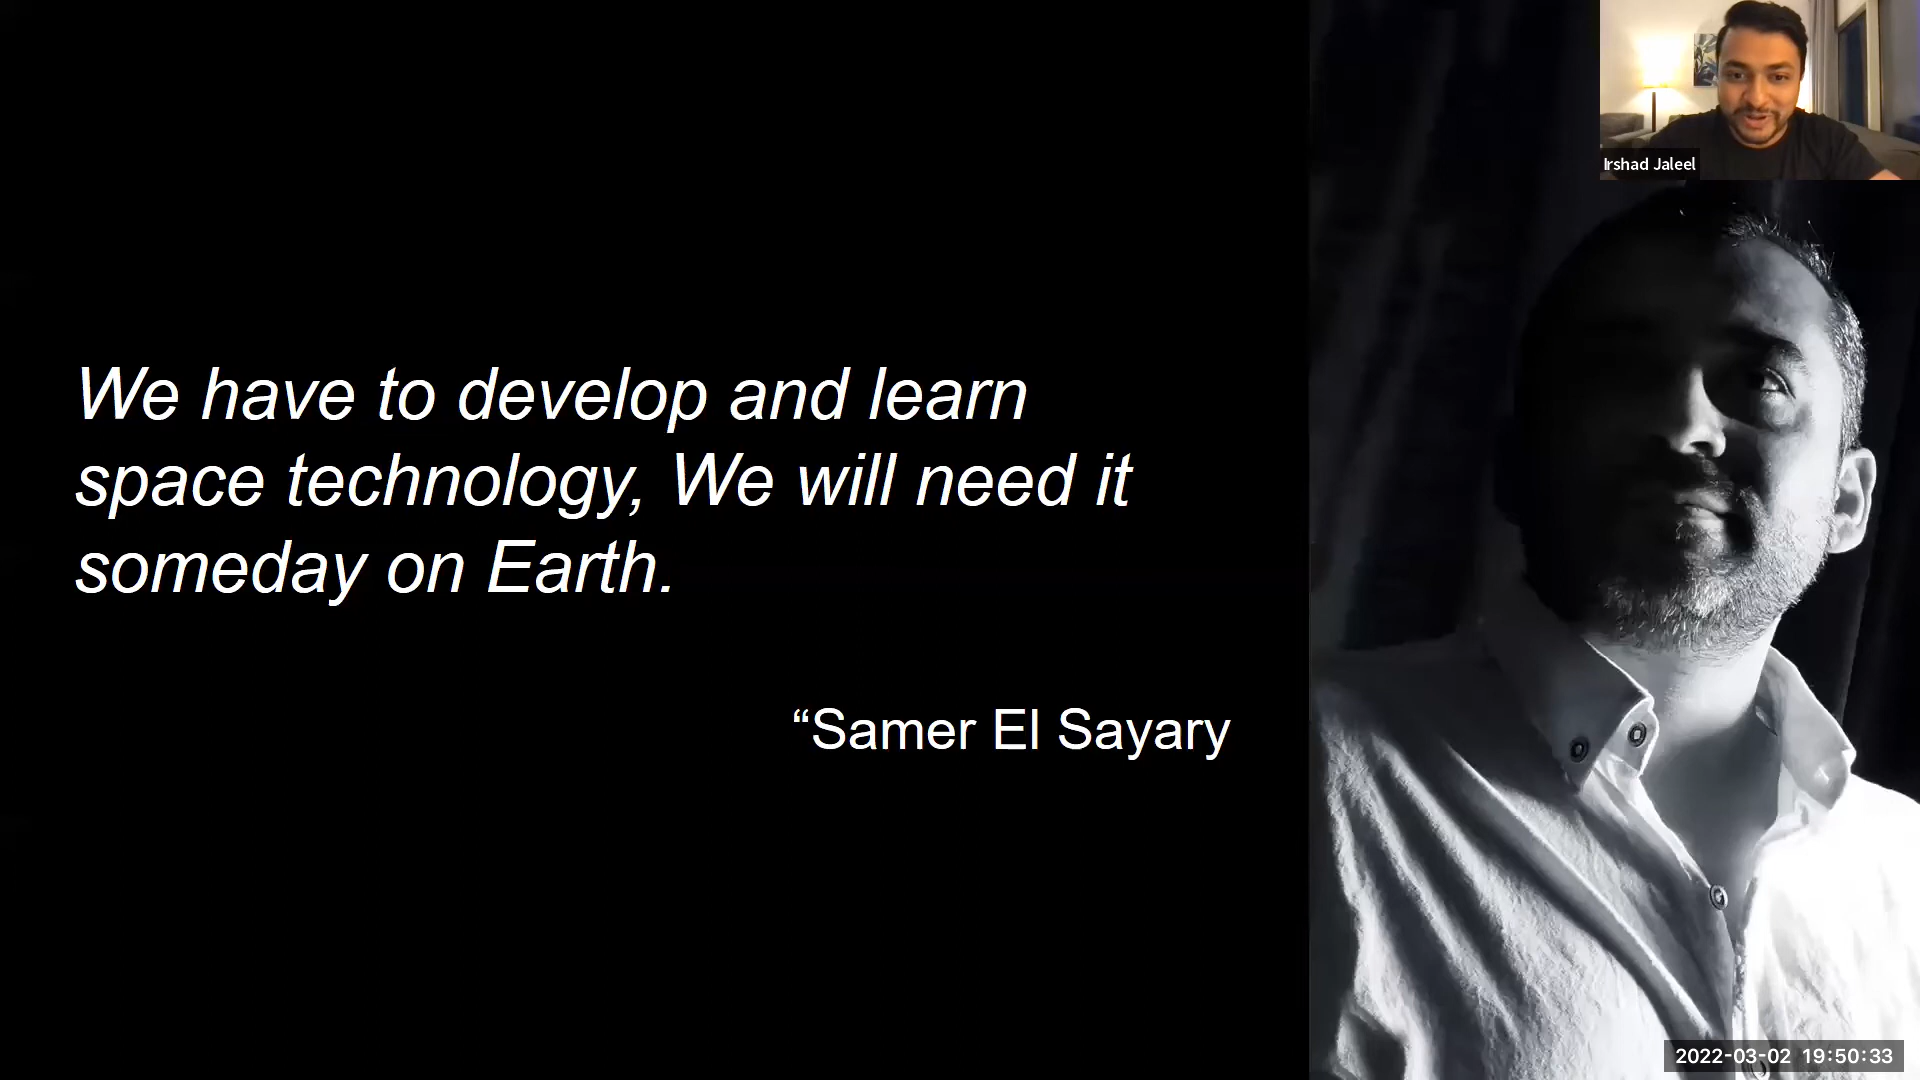 Irshad Jaleel
We have to develop and learn
space technology, We will need it
someday on Earth.
“Samer El Sayary
2022-03-02 19:50:33